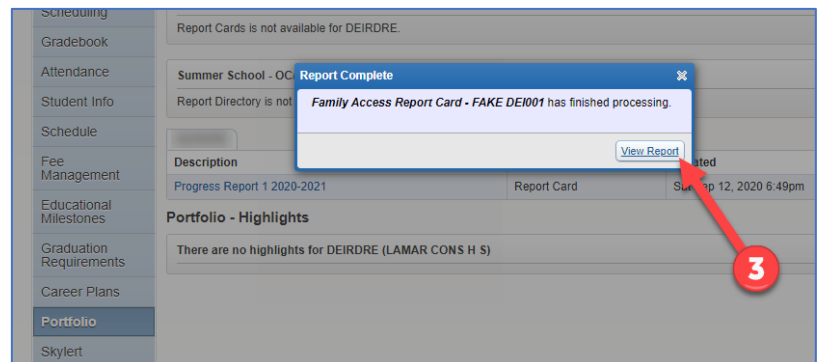 Scheduling
Gradebook
Attendance
Student Info
Schedule
Fee
Management
Educational
Milestones
Graduation
Requirements
Career Plans
Portfolio
Skylert
Report Cards is not available for DEIRDRE.
Summer School - OC
Report Directory is not
Report Complete
Family Access Report Card - FAKE DEI001 has finished processing.
View Report
Description
Progress Report 1 2020-2021
Report Card
12, 2020 6:49pm
Portfolio - Highlights
There are no highlights for DEIRDRE (LAMAR CONS H S)
3